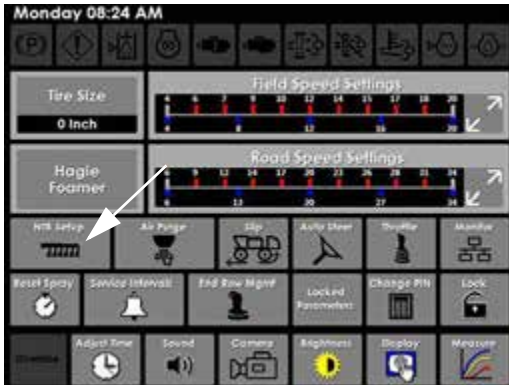 Monday 08:24 AM
Tire Size
0 Inch
Field Speed Settings
Hagie
Foamer
Road Speed Settings
NTB Setup
Air Purge
Slip
Auto Steer
Throttle
Monitor
Reset Spray
Service Intervals
End Row Mgmt
Locked
Parameters
Change PIN
Lock
Adjust Time
Sound
Camera
Brightness
Display
Measure